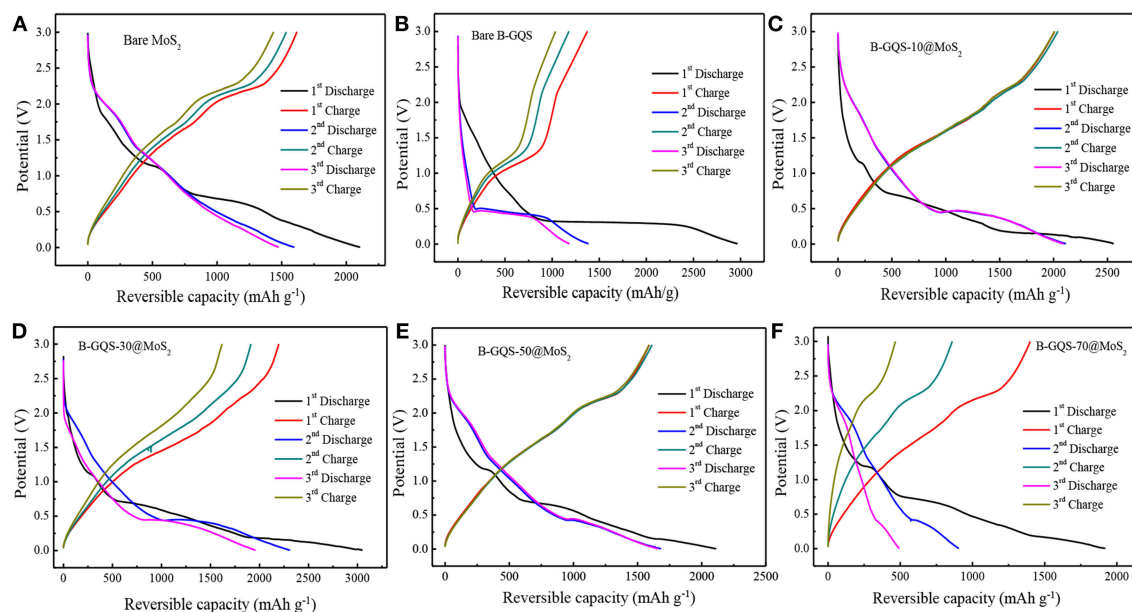 A
Bare MoS₂
3.0
2.5
2.0
1.5
1.0
0.5
0.0
Potential (V)
1ˢᵗ Discharge
1ˢᵗ Charge
2ⁿᵈ Discharge
2ⁿᵈ Charge
3ʳᵈ Discharge
3ʳᵈ Charge
0 500 1000 1500 2000
Reversible capacity (mAh g⁻¹)
B
Bare B-GQS
3.0
2.5
2.0
1.5
1.0
0.5
0.0
Potential (V)
1ˢᵗ Discharge
1ˢᵗ Charge
2ⁿᵈ Discharge
2ⁿᵈ Charge
3ʳᵈ Discharge
3ʳᵈ Charge
0 500 1000 1500 2000 2500 3000
Reversible capacity (mAh/g)
C
B-GQS-10@MoS₂
3.0
2.5
2.0
1.5
1.0
0.5
0.0
Potential (V)
1ˢᵗ Discharge
1ˢᵗ Charge
2ⁿᵈ Discharge
2ⁿᵈ Charge
3ʳᵈ Discharge
3ʳᵈ Charge
0 500 1000 1500 2000 2500
Reversible capacity (mAh g⁻¹)
D
B-GQS-30@MoS₂
3.0
2.5
2.0
1.5
1.0
0.5
0.0
Potential (V)
1ˢᵗ Discharge
1ˢᵗ Charge
2ⁿᵈ Discharge
2ⁿᵈ Charge
3ʳᵈ Discharge
3ʳᵈ Charge
0 500 1000 1500 2000 2500 3000
Reversible capacity (mAh g⁻¹)
E
B-GQS-50@MoS₂
3.0
2.5
2.0
1.5
1.0
0.5
0.0
Potential (V)
1ˢᵗ Discharge
1ˢᵗ Charge
2ⁿᵈ Discharge
2ⁿᵈ Charge
3ʳᵈ Discharge
3ʳᵈ Charge
0 500 1000 1500 2000 2500
Reversible capacity (mAh g⁻¹)
F
B-GQS-70@MoS₂
3.0
2.5
2.0
1.5
1.0
0.5
0.0
Potential (V)
1ˢᵗ Discharge
1ˢᵗ Charge
2ⁿᵈ Discharge
2ⁿᵈ Charge
3ʳᵈ Discharge
3ʳᵈ Charge
0 500 1000 1500 2000
Reversible capacity (mAh g⁻¹)